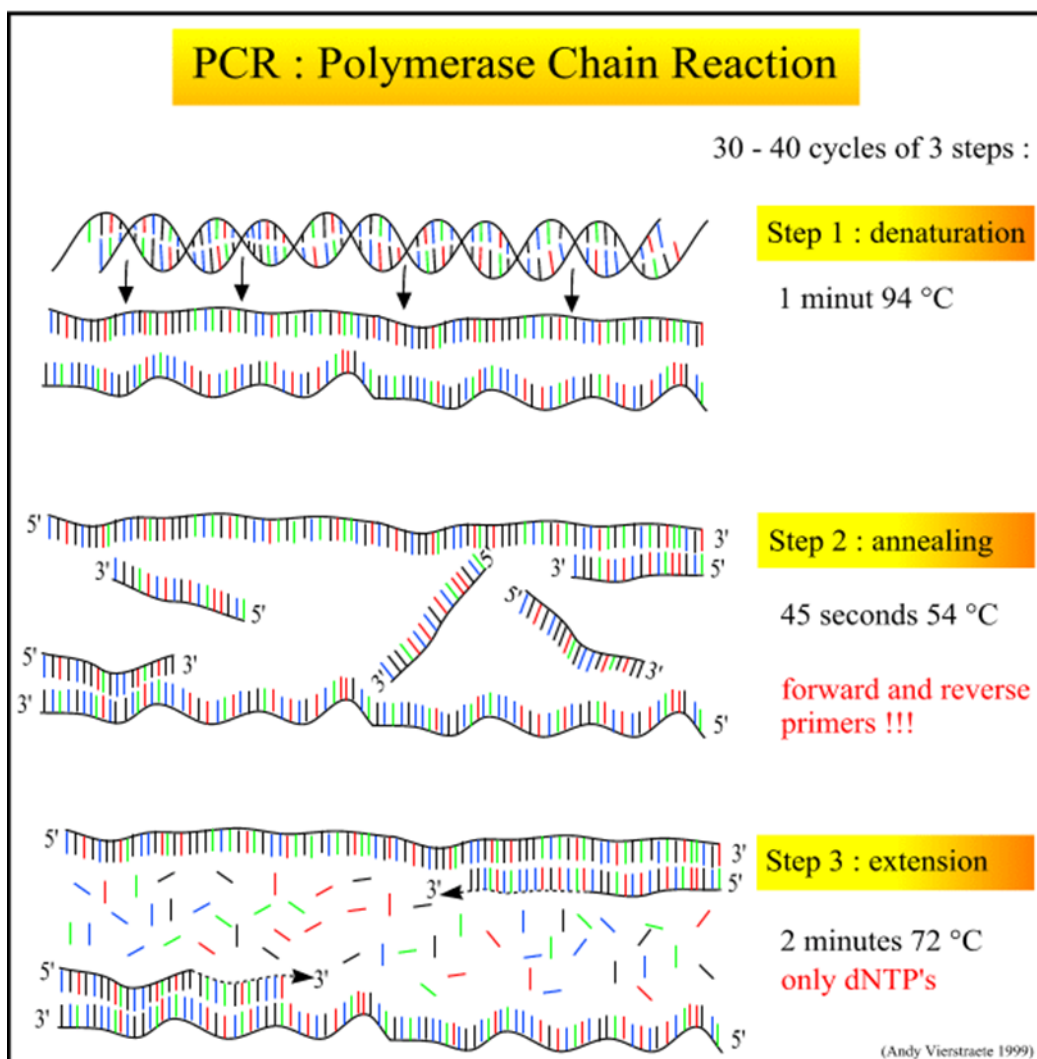 PCR : Polymerase Chain Reaction
30 - 40 cycles of 3 steps :
Step 1 : denaturation
1 minut 94 °C
5'
3'
Step 2 : annealing
3'
5'
3'
5'
5'
3'
5'
3'
45 seconds 54 °C
5'
3'
3'
5'
forward and reverse
primers !!!
5'
3'
Step 3 : extension
3'
5'
2 minutes 72 °C
only dNTP's
5'
3'
3'
5'
(Andy Vierstraete 1999)